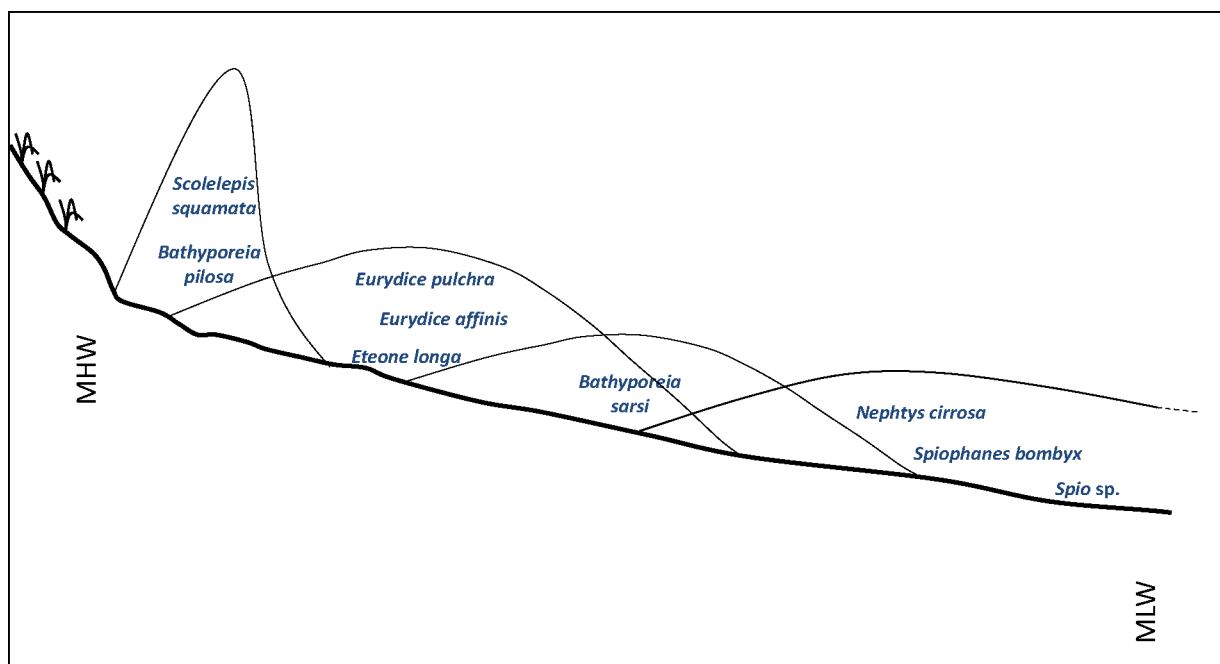 Scolelepis
squamata
Bathyporeia
pilosa
Eurydice pulchra
Eurydice affinis
Eteone longa
Bathyporeia
sarsi
Nephtys cirrosa
Spiophanes bombyx
Spio sp.
MHW
MLW